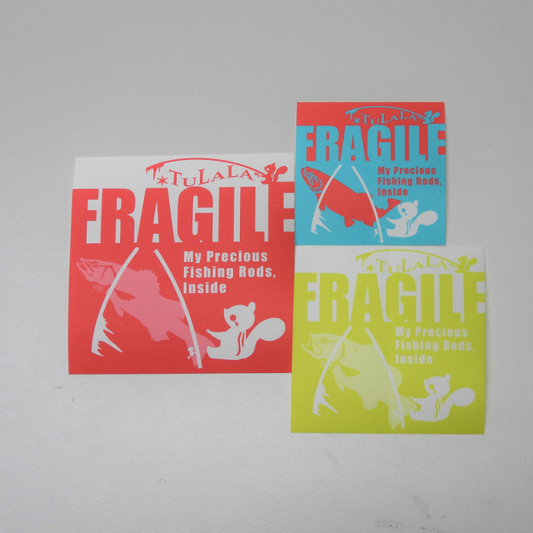 T*TULALA
FRAGILE
My Precious
Fishing Rods,
Inside
T*TULALA
FRAGILE
My Precious
Fishing Rods,
Inside
T*TULALA
FRAGILE
My Precious
Fishing Rods,
Inside